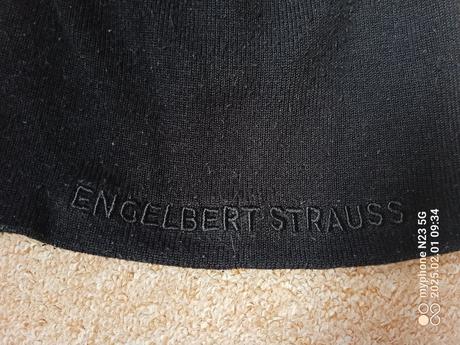 ENGELBERT STRAUSS
myphone N23 5G
2025.02.01 09:34